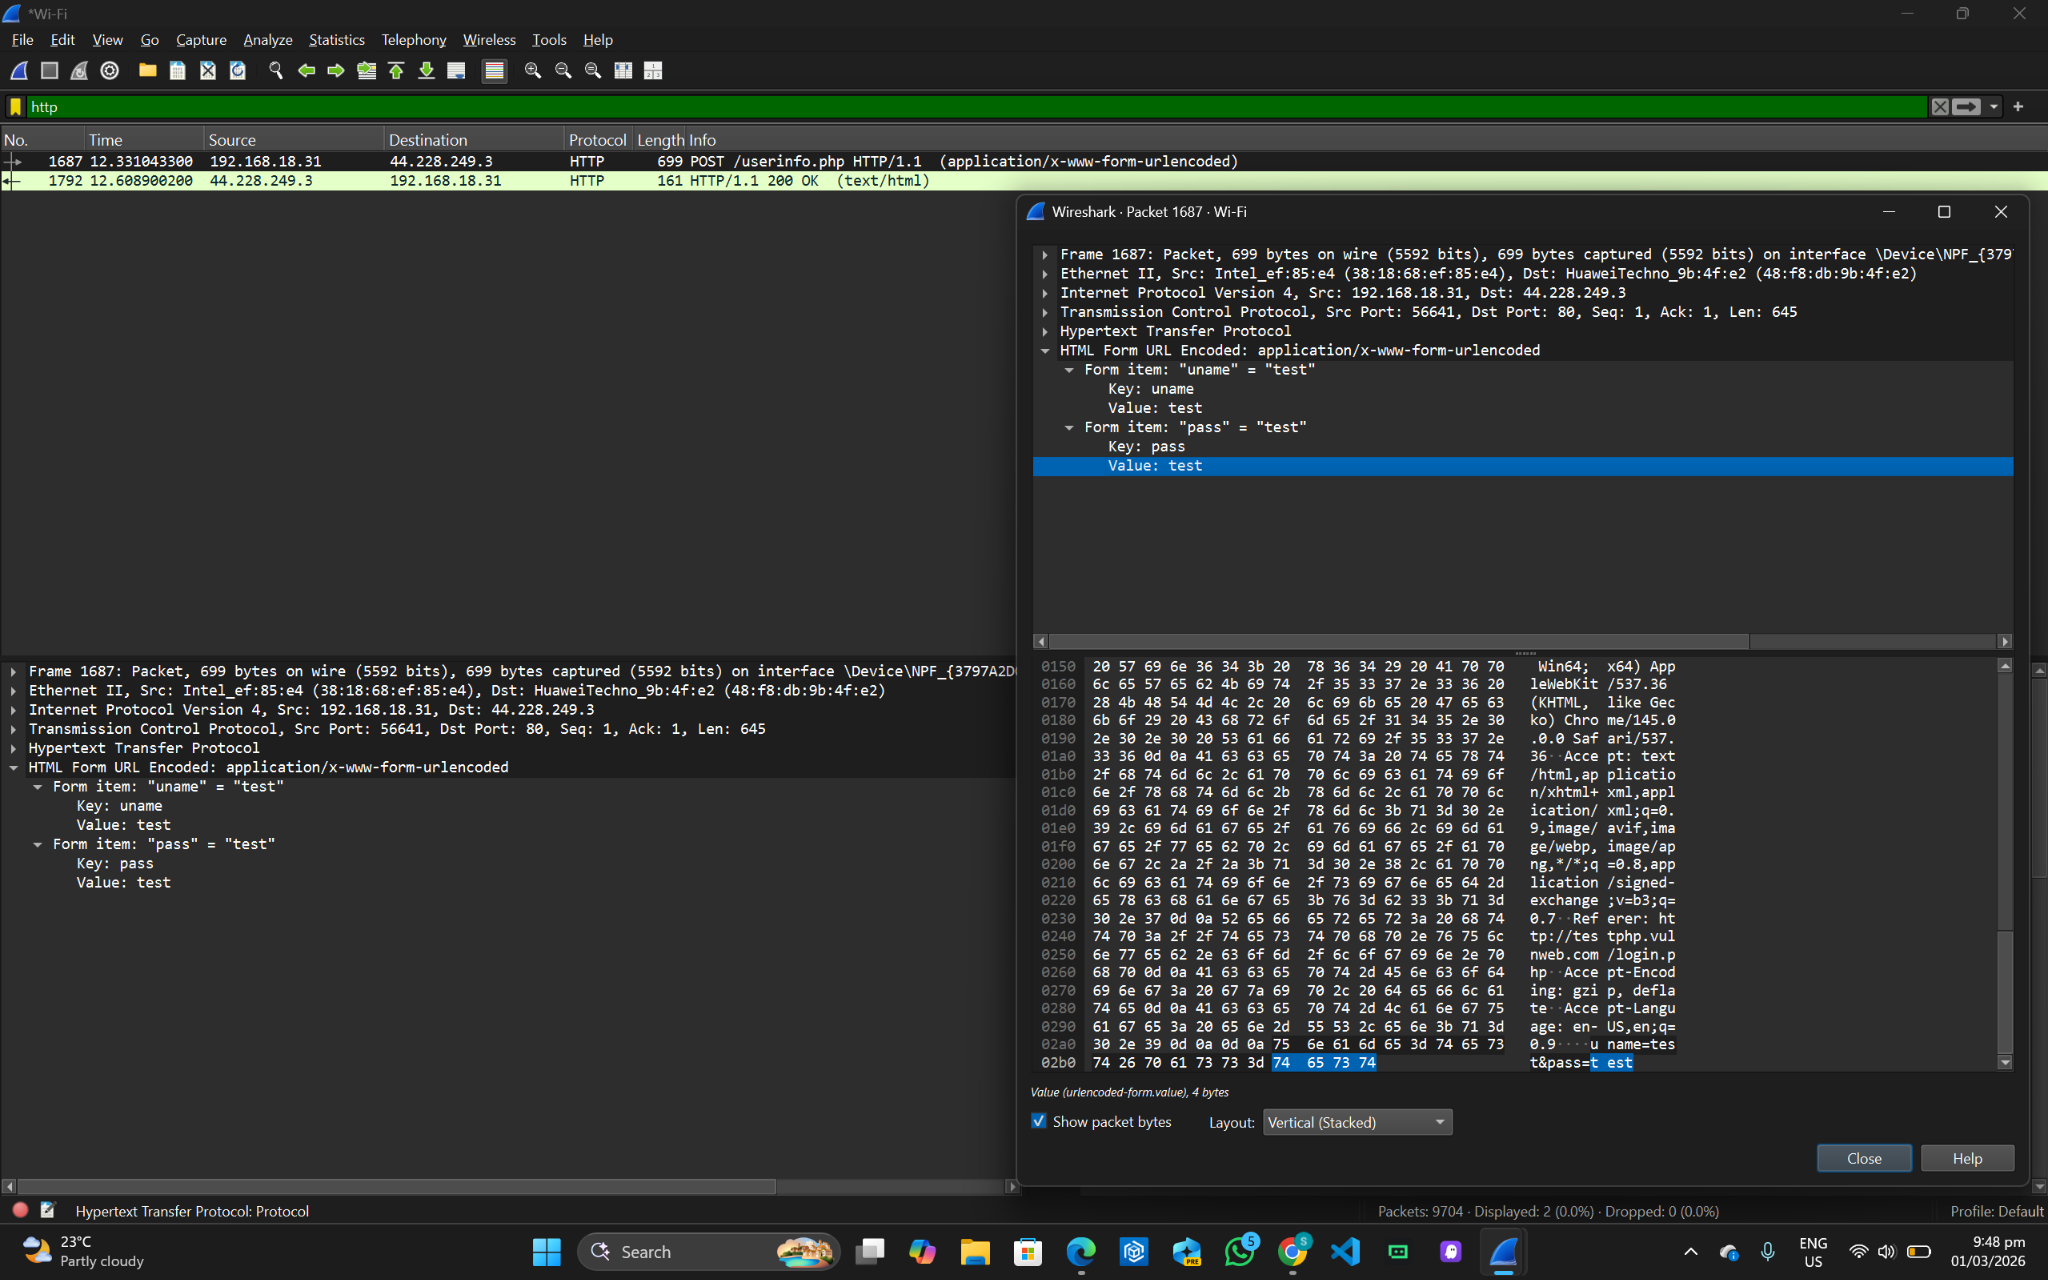 *Wi-Fi
File Edit View Go Capture Analyze Statistics Telephony Wireless Tools Help
http
No. Time Source Destination Protocol Length Info
1687 12.331043300 192.168.18.31 44.228.249.3 HTTP 699 POST /userinfo.php HTTP/1.1 (application/x-www-form-urlencoded)
1792 12.608900200 44.228.249.3 192.168.18.31 HTTP 161 HTTP/1.1 200 OK (text/html)
Wireshark · Packet 1687 · Wi-Fi
Frame 1687: Packet, 699 bytes on wire (5592 bits), 699 bytes captured (5592 bits) on interface \Device\NPF_{379
Ethernet II, Src: Intel_ef:85:e4 (38:18:68:ef:85:e4), Dst: HuaweiTechno_9b:4f:e2 (48:f8:db:9b:4f:e2)
Internet Protocol Version 4, Src: 192.168.18.31, Dst: 44.228.249.3
Transmission Control Protocol, Src Port: 56641, Dst Port: 80, Seq: 1, Ack: 1, Len: 645
Hypertext Transfer Protocol
HTML Form URL Encoded: application/x-www-form-urlencoded
Form item: "uname" = "test"
Key: uname
Value: test
Form item: "pass" = "test"
Key: pass
Value: test
0150 20 57 69 6e 36 34 3b 20 78 36 34 29 20 41 70 70 Win64; x64) App
0160 6c 65 57 65 62 4b 69 74 2f 35 33 37 2e 33 36 20 leWebKit /537.36
0170 28 4b 48 54 4d 4c 2c 20 6c 69 6b 65 20 47 65 63 (KHTML, like Gec
0180 6b 6f 29 20 43 68 72 6f 6d 65 2f 31 34 35 2e 30 ko) Chro me/145.0
0190 2e 30 2e 30 20 53 61 66 61 72 69 2f 35 33 37 2e .0.0 Saf ari/537.
01a0 33 36 0d 0a 41 63 63 65 70 74 3a 20 74 65 78 74 36··Acce pt: text
01b0 2f 68 74 6d 6c 2c 61 70 70 6c 69 63 61 74 69 6f /html,ap plicatio
01c0 6e 2f 78 68 74 6d 6c 2b 78 6d 6c 2c 61 70 70 6c n/xhtml+ xml,appl
01d0 69 63 61 74 69 6f 6e 2f 78 6d 6c 3b 71 3d 30 2e ication/ xml;q=0.
01e0 39 2c 69 6d 61 67 65 2f 61 76 69 66 2c 69 6d 61 9,image/ avif,ima
01f0 67 65 2f 77 65 62 70 2c 69 6d 61 67 65 2f 61 70 ge/webp, image/ap
0200 6e 67 2c 2a 2f 2a 3b 71 3d 30 2e 38 2c 61 70 70 ng,*/*;q =0.8,app
0210 6c 69 63 61 74 69 6f 6e 2f 73 69 67 6e 65 64 2d lication /signed-
0220 65 78 63 68 61 6e 67 65 3b 76 3d 62 33 3b 71 3d exchange ;v=b3;q=
0230 30 2e 37 0d 0a 52 65 66 65 72 65 72 3a 20 68 74 0.7··Ref erer: ht
0240 74 70 3a 2f 2f 74 65 73 74 70 68 70 2e 76 75 6c tp://tes tphp.vul
0250 6e 77 65 62 2e 63 6f 6d 2f 6c 6f 67 69 6e 2e 70 nweb.com /login.p
0260 68 70 0d 0a 41 63 63 65 70 74 2d 45 6e 63 6f 64 hp··Acce pt-Encod
0270 69 6e 67 3a 20 67 7a 69 70 2c 20 64 65 66 6c 61 ing: gzi p, defla
0280 74 65 0d 0a 41 63 63 65 70 74 2d 4c 61 6e 67 75 te··Acce pt-Langu
0290 61 67 65 3a 20 65 6e 2d 55 53 2c 65 6e 3b 71 3d age: en- US,en;q=
02a0 30 2e 39 0d 0a 0d 0a 75 6e 61 6d 65 3d 74 65 73 0.9····u name=tes
02b0 74 26 70 61 73 73 3d 74 65 73 74 t&pass=t est
Value (urlencoded-form.value), 4 bytes
Show packet bytes Layout: Vertical (Stacked)
Close Help
Frame 1687: Packet, 699 bytes on wire (5592 bits), 699 bytes captured (5592 bits) on interface \Device\NPF_{3797A2D
Ethernet II, Src: Intel_ef:85:e4 (38:18:68:ef:85:e4), Dst: HuaweiTechno_9b:4f:e2 (48:f8:db:9b:4f:e2)
Internet Protocol Version 4, Src: 192.168.18.31, Dst: 44.228.249.3
Transmission Control Protocol, Src Port: 56641, Dst Port: 80, Seq: 1, Ack: 1, Len: 645
Hypertext Transfer Protocol
HTML Form URL Encoded: application/x-www-form-urlencoded
Form item: "uname" = "test"
Key: uname
Value: test
Form item: "pass" = "test"
Key: pass
Value: test
Hypertext Transfer Protocol: Protocol Packets: 9704 · Displayed: 2 (0.0%) · Dropped: 0 (0.0%) Profile: Default
23°C
Partly cloudy
Search
PRE
5
S
ENG
US
9:48 pm
01/03/2026